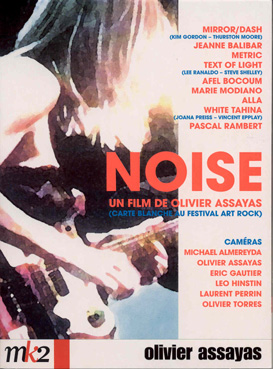 MIRROR/DASH
(KIM GORDON – THURSTON MOORE)
JEANNE BALIBAR
METRIC
TEXT OF LIGHT
(LEE RANALDO – STEVE SHELLEY)
AFEL BOCOUM
MARIE MODIANO
ALLA
WHITE TAHINA
(JOANA PREISS – VINCENT EPPLAY)
PASCAL RAMBERT
NOISE
UN FILM DE OLIVIER ASSAYAS
(CARTE BLANCHE AU FESTIVAL ART ROCK)
CAMÉRAS
MICHAEL ALMEREYDA
OLIVIER ASSAYAS
ERIC GAUTIER
LEO HINSTIN
LAURENT PERRIN
OLIVIER TORRES
mk2
olivier assayas